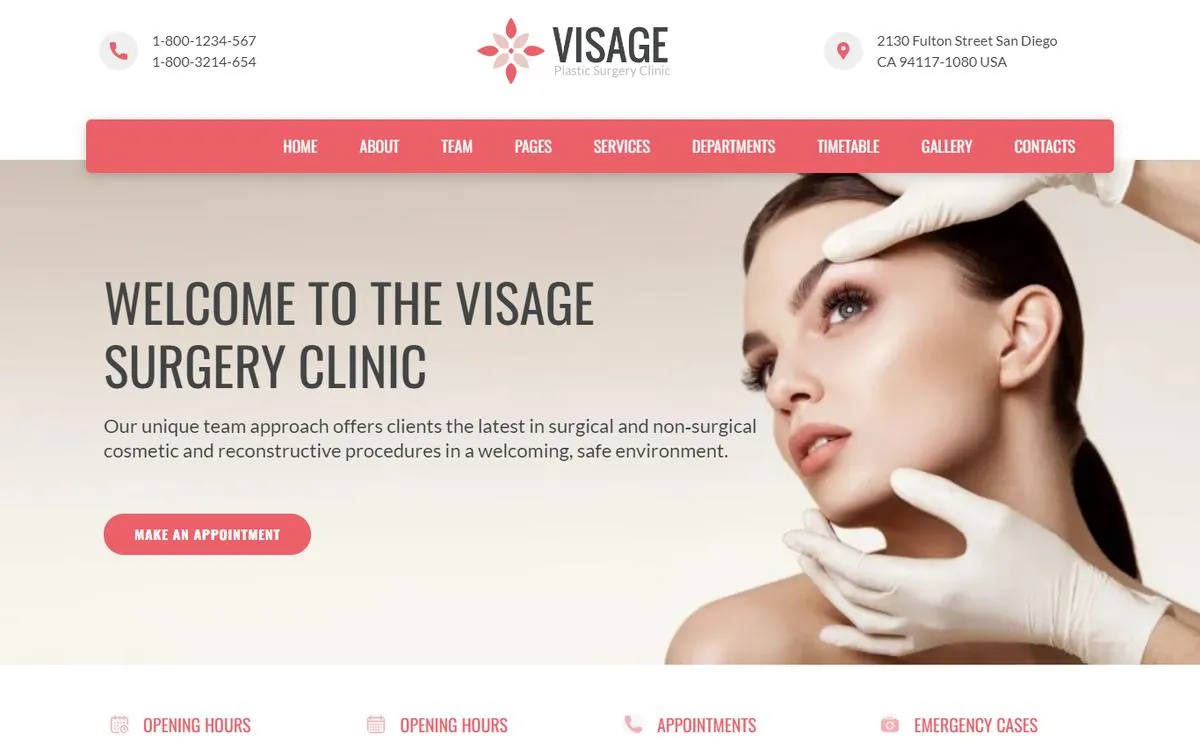 1-800-1234-567
1-800-3214-654
VISAGE
Plastic Surgery Clinic
2130 Fulton Street San Diego
CA 94117-1080 USA
HOME ABOUT TEAM PAGES SERVICES DEPARTMENTS TIMETABLE GALLERY CONTACTS
WELCOME TO THE VISAGE
SURGERY CLINIC
Our unique team approach offers clients the latest in surgical and non-surgical
cosmetic and reconstructive procedures in a welcoming, safe environment.
MAKE AN APPOINTMENT
OPENING HOURS OPENING HOURS APPOINTMENTS EMERGENCY CASES